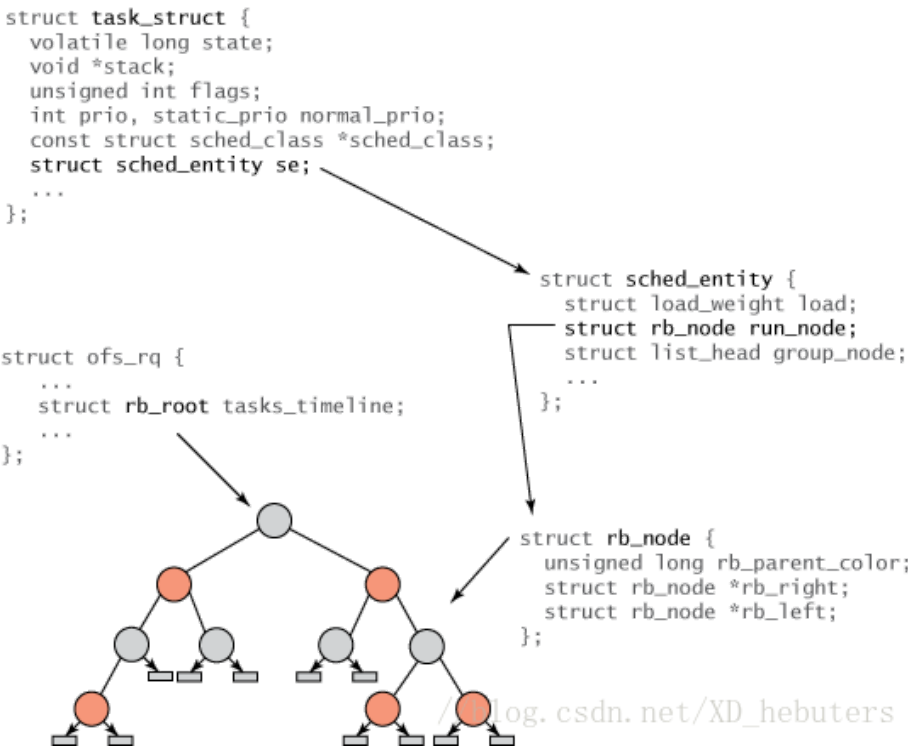 struct task_struct {
volatile long state;
void *stack;
unsigned int flags;
int prio, static_prio normal_prio;
const struct sched_class *sched_class;
struct sched_entity se;
...
};
struct sched_entity {
struct load_weight load;
struct rb_node run_node;
struct list_head group_node;
...
};
struct ofs_rq {
...
struct rb_root tasks_timeline;
...
};
struct rb_node {
unsigned long rb_parent_color;
struct rb_node *rb_right;
struct rb_node *rb_left;
};
log.csdn.net/XD_hebuters